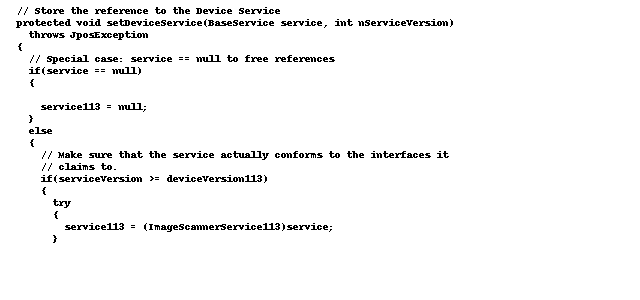 // Store the reference to the Device Service
protected void setDeviceService(BaseService service, int nServiceVersion)
  throws JposException
{
  // Special case: service == null to free references
  if(service == null)
  {

    service113 = null;
  }
  else
  {
    // Make sure that the service actually conforms to the interfaces it
    // claims to.
    if(serviceVersion >= deviceVersion113)
    {
      try
      {
        service113 = (ImageScannerService113)service;
      }